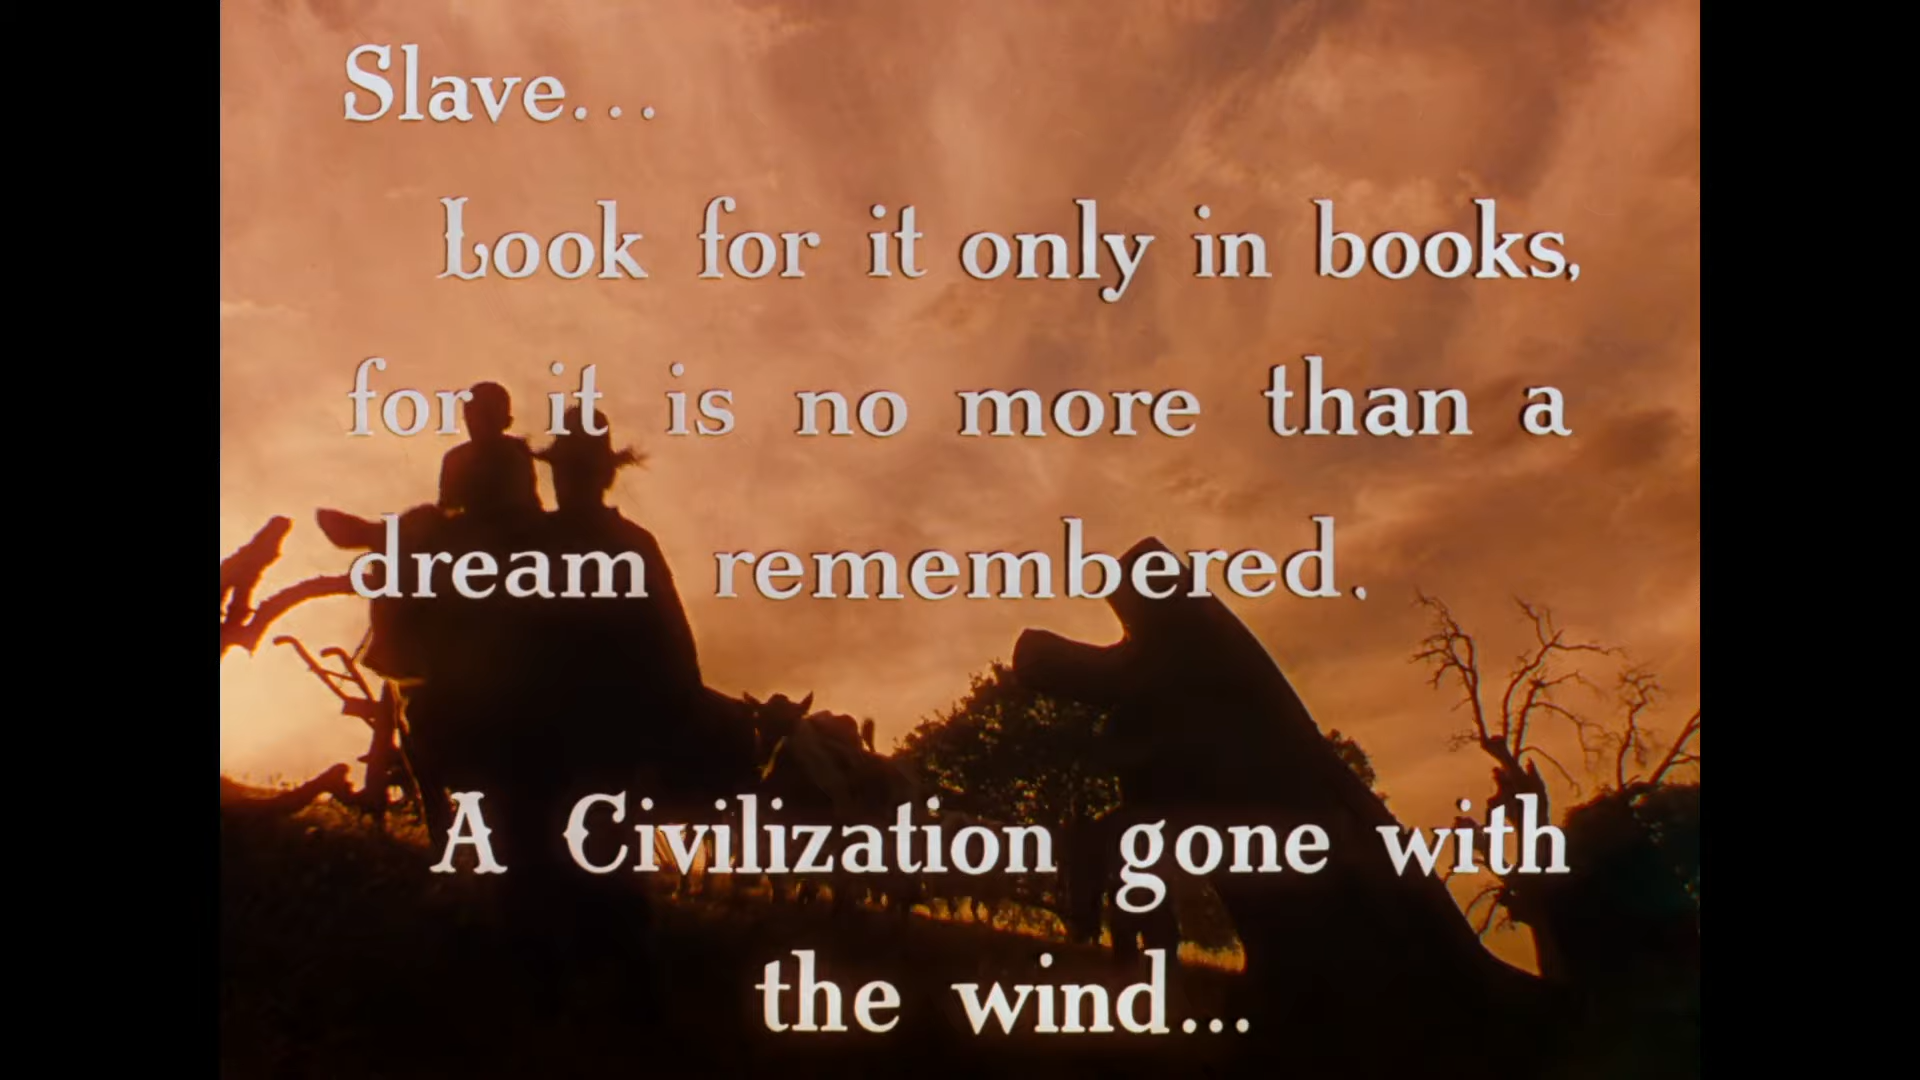 Slave...
Look for it only in books,
for it is no more than a
dream remembered.
A Civilization gone with
the wind...